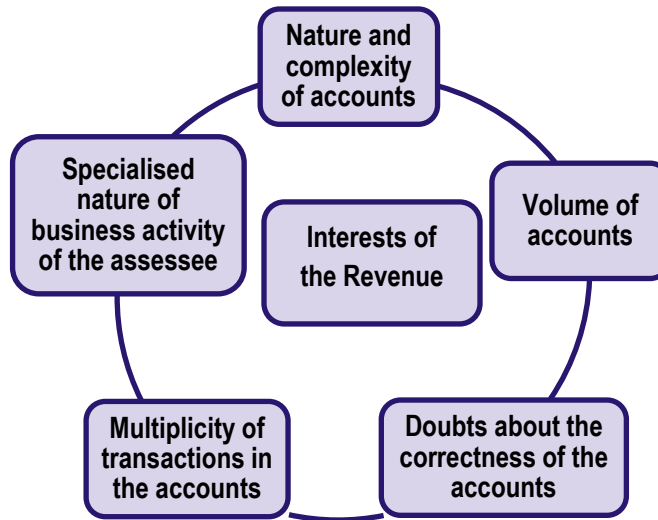 Nature and
complexity
of accounts
Specialised
nature of
business activity
of the assessee
Interests of
the Revenue
Volume of
accounts
Multiplicity of
transactions in
the accounts
Doubts about the
correctness of the
accounts